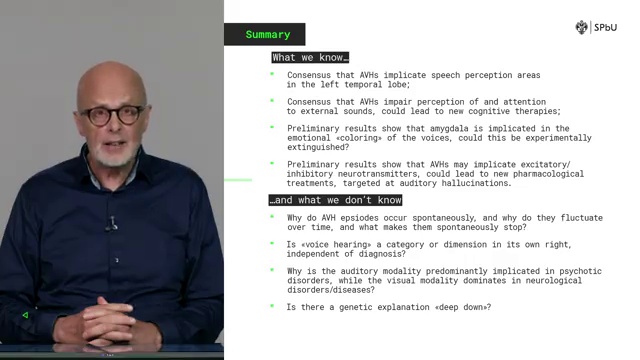 Summary
SPbU
What we know…
Consensus that AVHs implicate speech perception areas
in the left temporal lobe;
Consensus that AVHs impair perception of and attention
to external sounds, could lead to new cognitive therapies;
Preliminary results show that amygdala is implicated in the
emotional «coloring» of the voices, could this be experimentally
extinguished?
Preliminary results show that AVHs may implicate excitatory/
inhibitory neurotransmitters, could lead to new pharmacological
treatments, targeted at auditory hallucinations.
…and what we don't know
Why do AVH epsiodes occur spontaneously, and why do they fluctuate
over time, and what makes them spontaneously stop?
Is «voice hearing» a category or dimension in its own right,
independent of diagnosis?
Why is the auditory modality predominantly implicated in psychotic
disorders, while the visual modality dominates in neurological
disorders/diseases?
Is there a genetic explanation «deep down»?